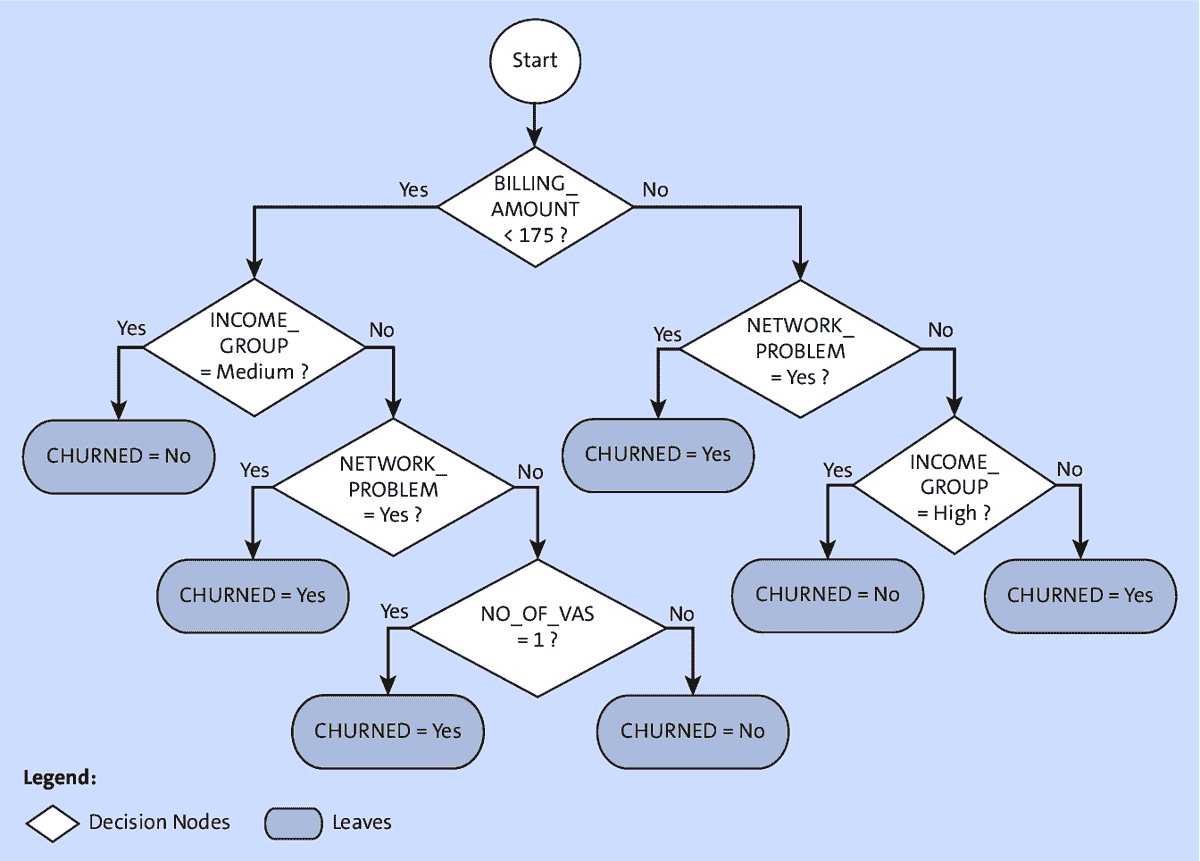 Start
Yes
BILLING_
AMOUNT
< 175 ?
No
Yes
INCOME_
GROUP
= Medium ?
No
Yes
NETWORK_
PROBLEM
= Yes ?
No
CHURNED = No
Yes
NETWORK_
PROBLEM
= Yes ?
No
CHURNED = Yes
Yes
INCOME_
GROUP
= High ?
No
CHURNED = Yes
Yes
NO_OF_VAS
= 1 ?
No
CHURNED = No
CHURNED = Yes
CHURNED = Yes
CHURNED = No
Legend:
Decision Nodes
Leaves